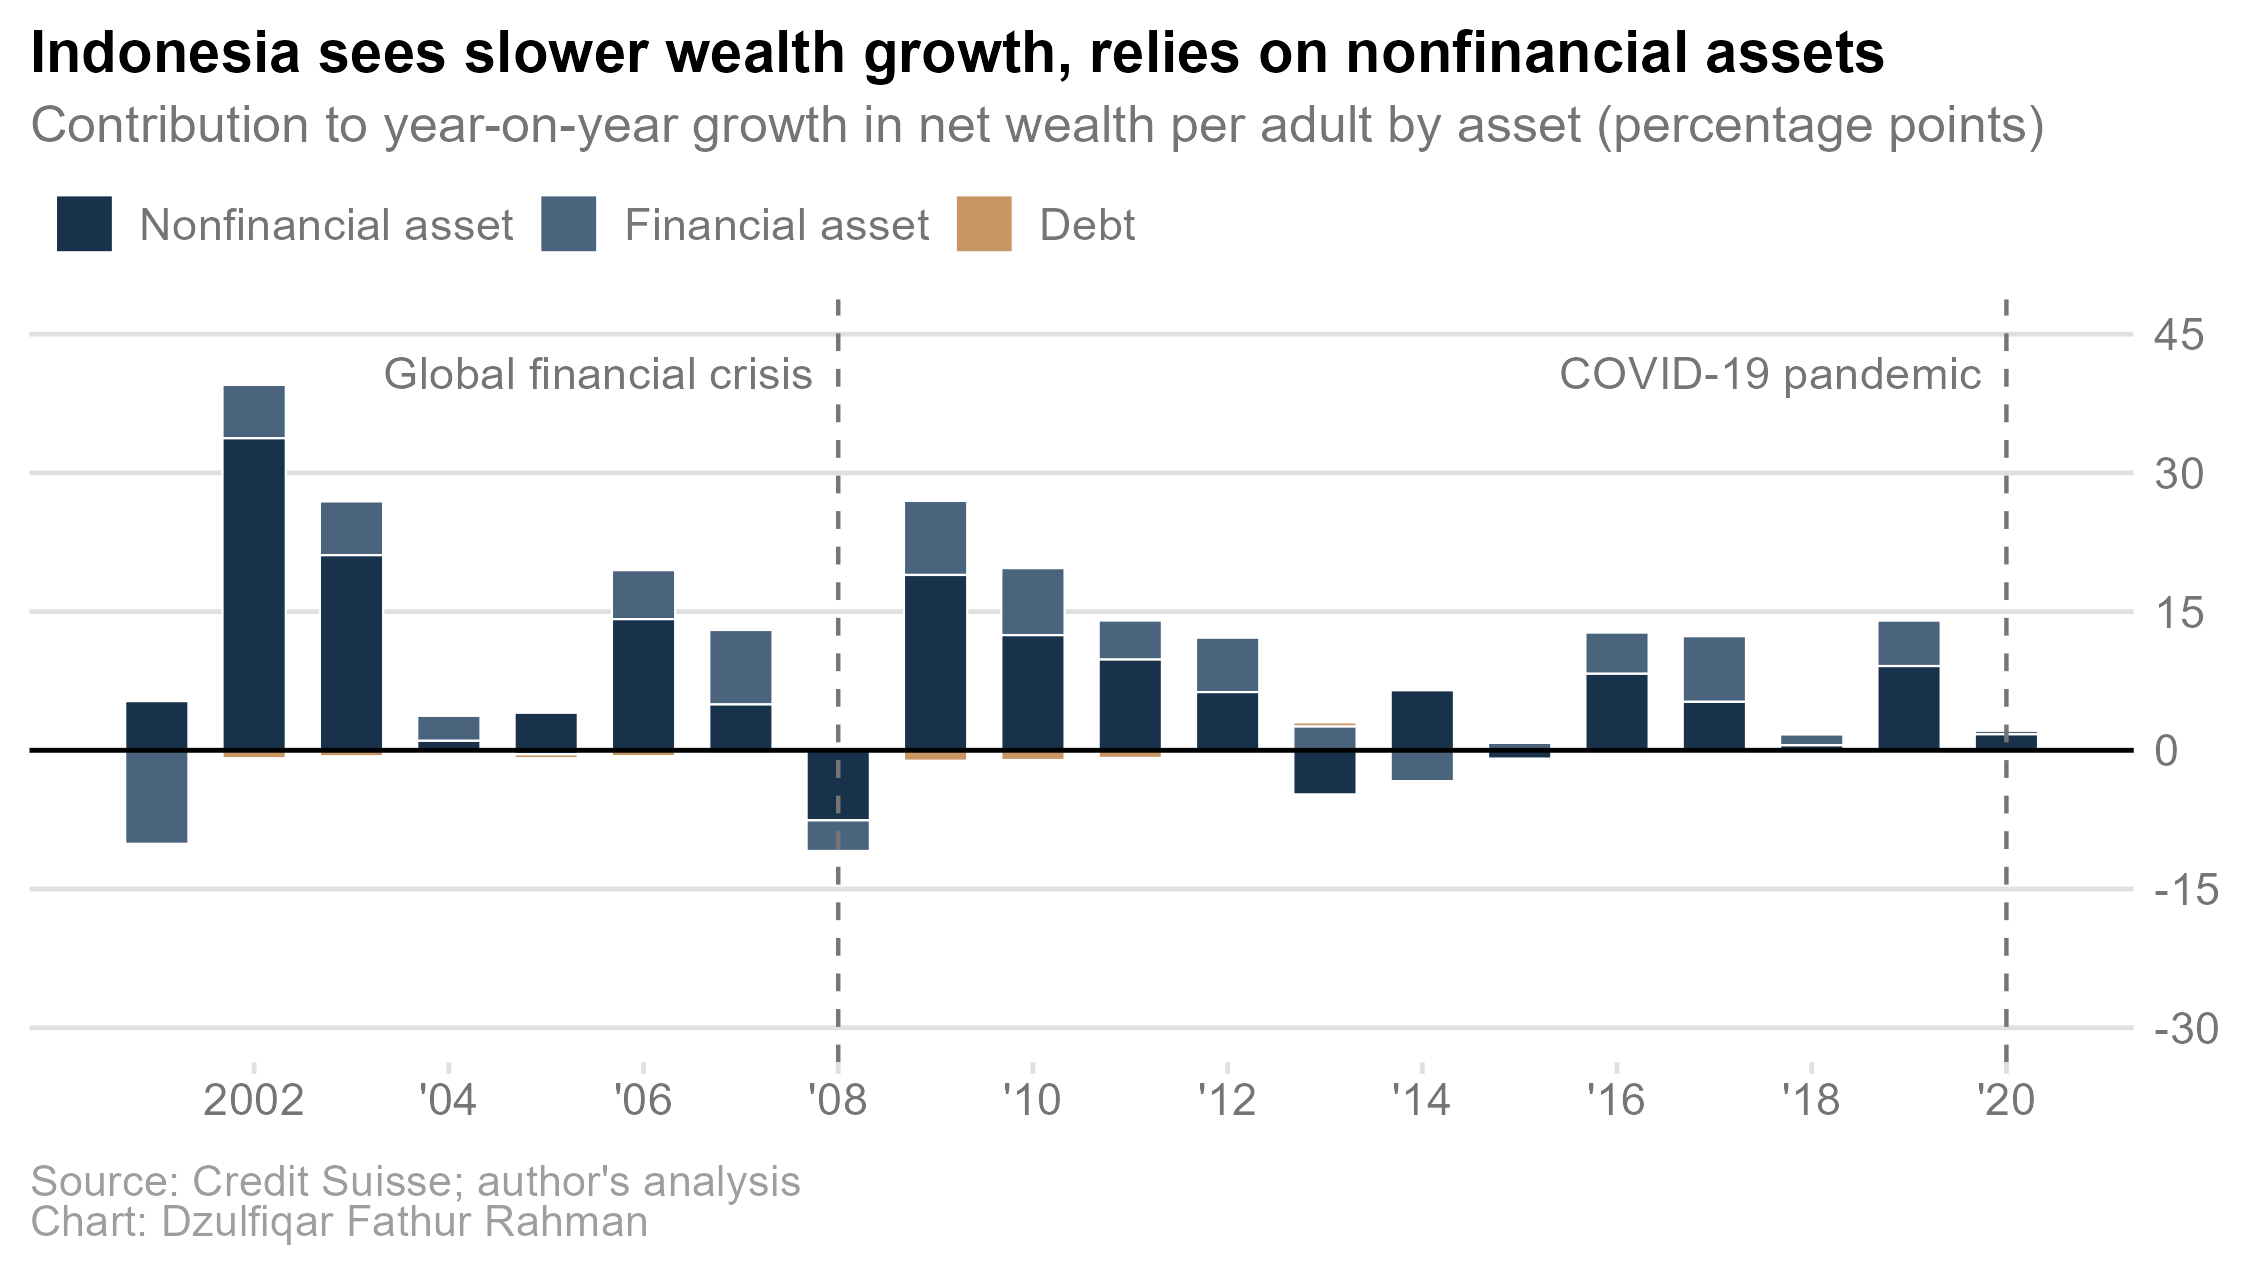 Indonesia sees slower wealth growth, relies on nonfinancial assets
Contribution to year-on-year growth in net wealth per adult by asset (percentage points)
Nonfinancial asset Financial asset Debt
45
Global financial crisis COVID-19 pandemic
30
15
0
-15
-30
2002 '04 '06 '08 '10 '12 '14 '16 '18 '20
Source: Credit Suisse; author's analysis
Chart: Dzulfiqar Fathur Rahman